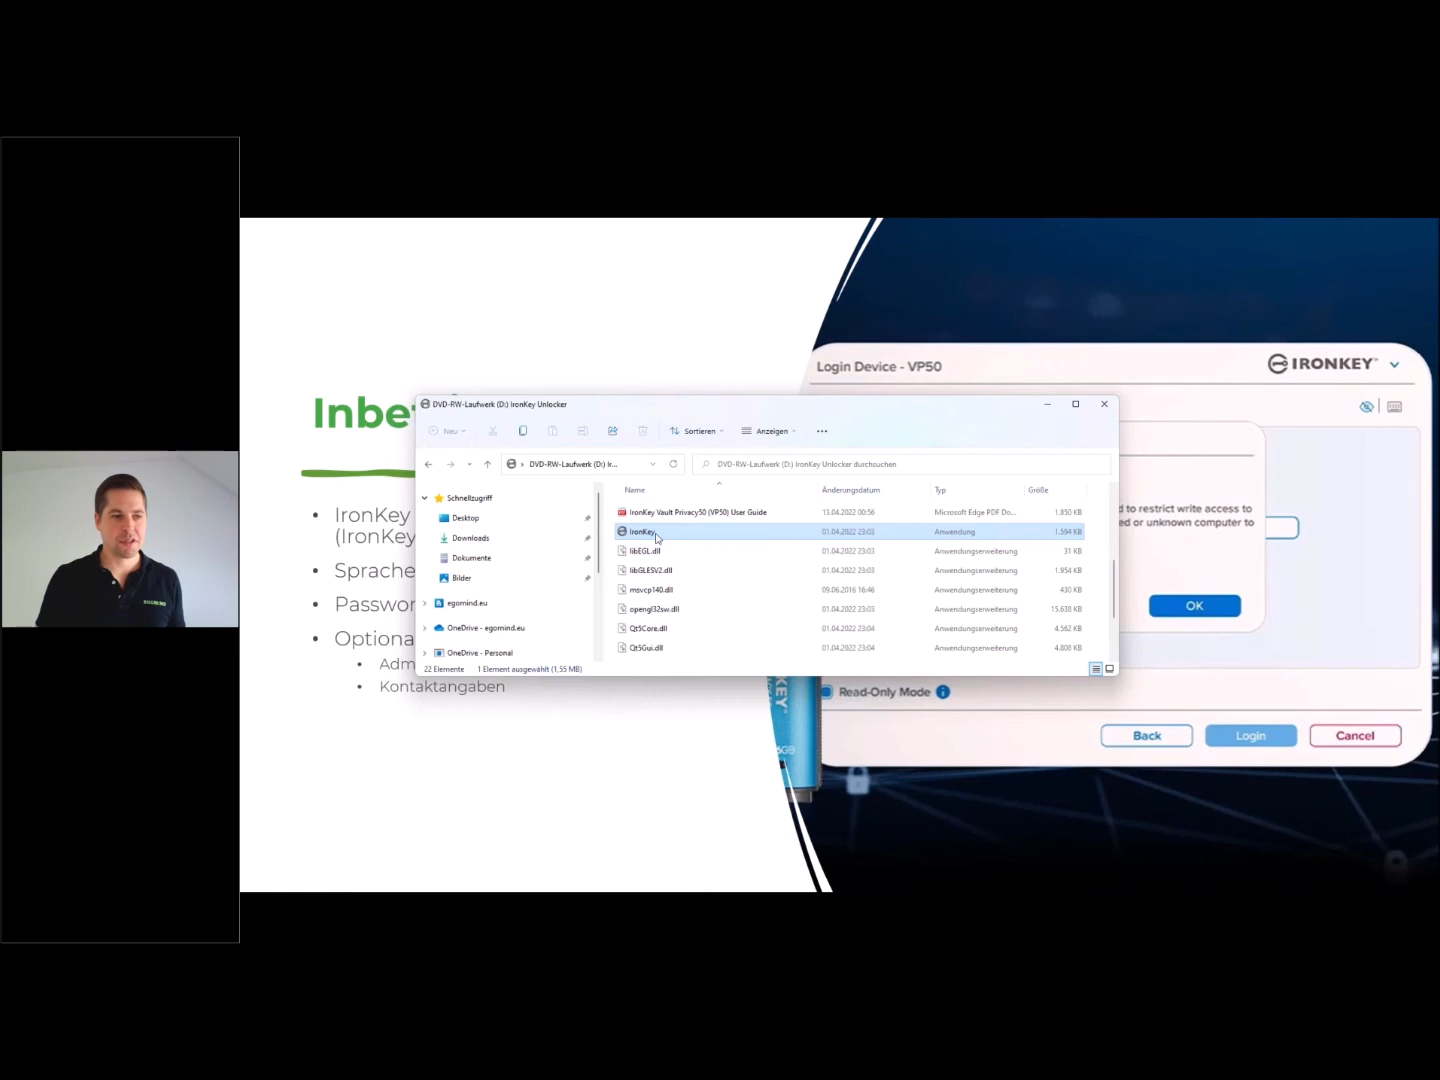 Login Device - VP50
IRONKEY™
Inbe
DVD-RW-Laufwerk (D:) IronKey Unlocker
Neu
Sortieren
Anzeigen
DVD-RW-Laufwerk (D:) Ir...
DVD-RW-Laufwerk (D:) IronKey Unlocker durchsuchen
Name Änderungsdatum Typ Größe
IronKey Vault Privacy50 (VP50) User Guide 13.04.2022 00:56 Microsoft Edge PDF Do... 1.850 KB
IronKey 01.04.2022 23:03 Anwendung 1.594 KB
libEGL.dll 01.04.2022 23:03 Anwendungserweiterung 31 KB
libGLESV2.dll 01.04.2022 23:03 Anwendungserweiterung 1.954 KB
msvcp140.dll 09.06.2016 16:46 Anwendungserweiterung 430 KB
opengl32sw.dll 01.04.2022 23:03 Anwendungserweiterung 15.638 KB
Qt5Core.dll 01.04.2022 23:04 Anwendungserweiterung 4.562 KB
Qt5Gui.dll 01.04.2022 23:04 Anwendungserweiterung 4.808 KB
Schnellzugriff
Desktop
Downloads
Dokumente
Bilder
egomind.eu
OneDrive - egomind.eu
OneDrive - Personal
22 Elemente 1 Element ausgewählt (1,55 MB)
• IronKey
(IronKey
• Sprache
• Passwor
• Optiona
• Adm
• Kontaktangaben
d to restrict write access to
ed or unknown computer to
OK
Read-Only Mode
Back
Login
Cancel
KEY
6GB